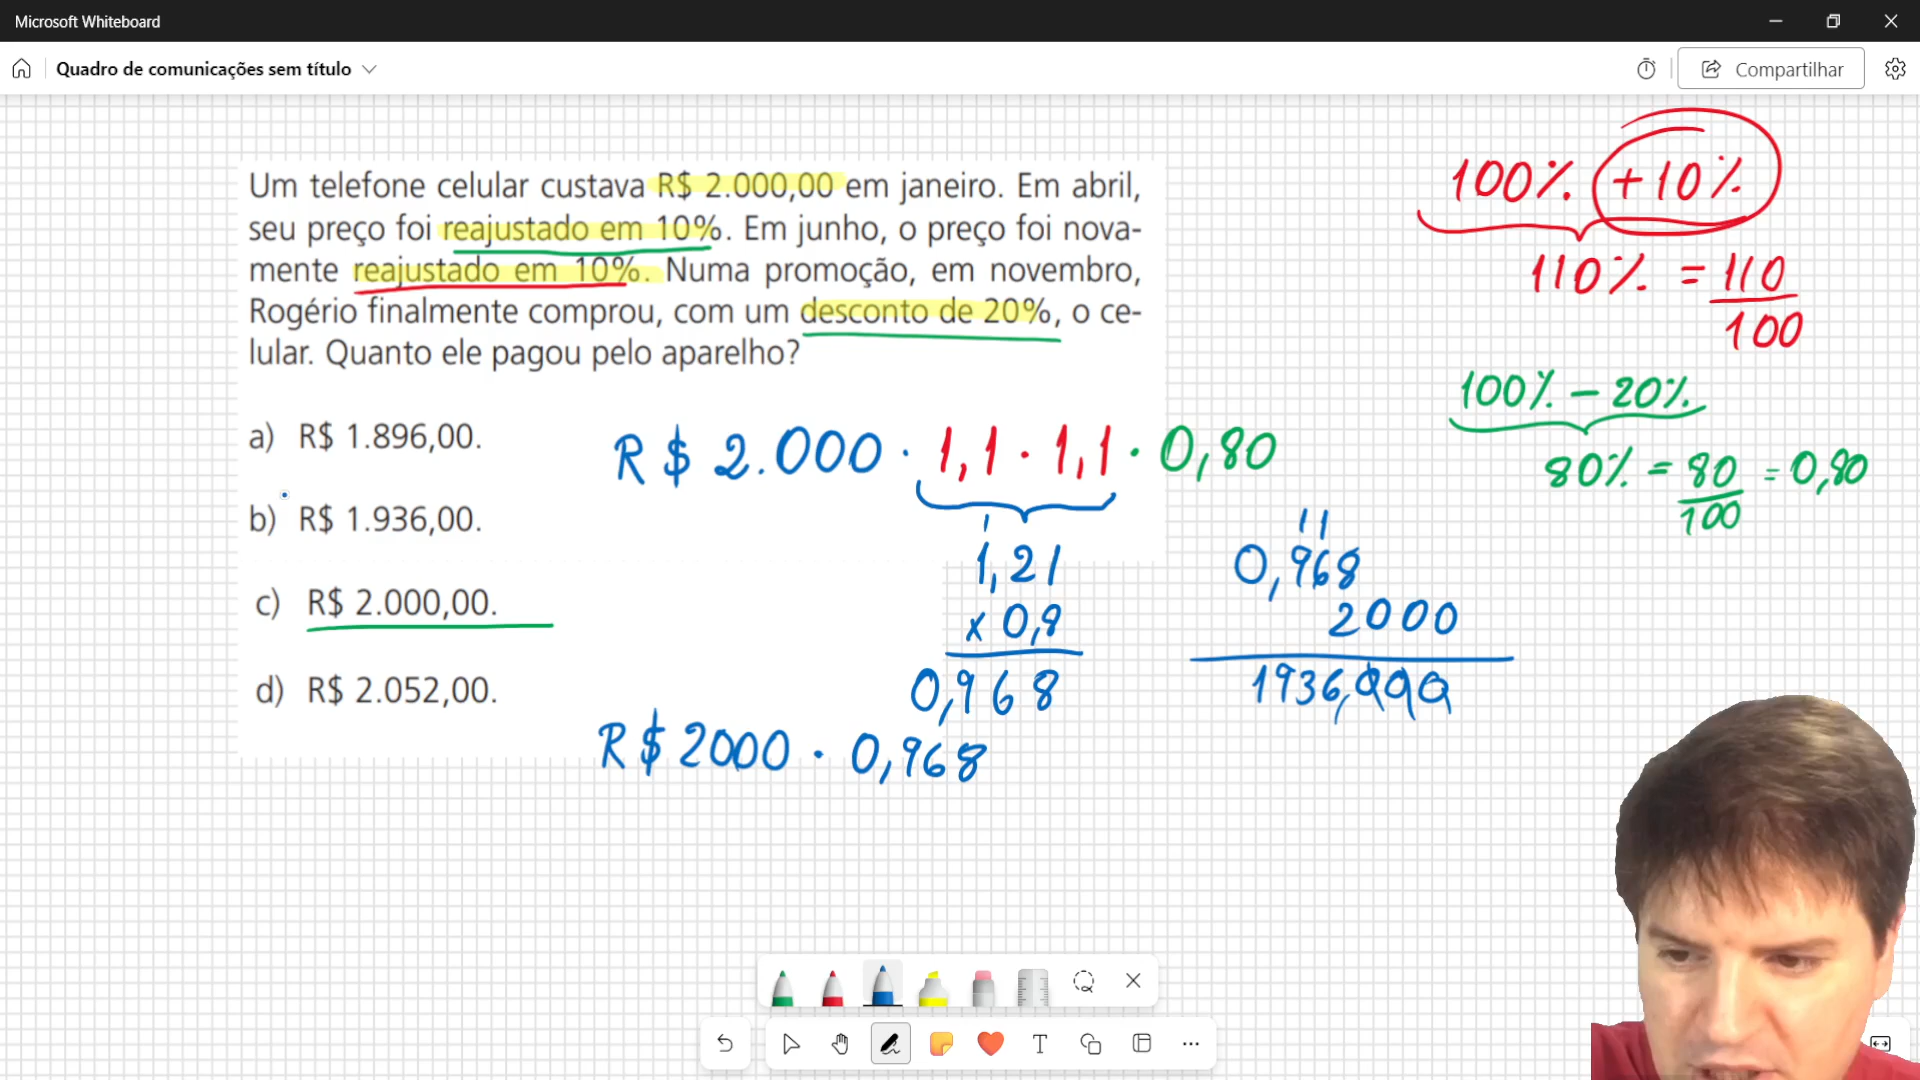 Microsoft Whiteboard
Quadro de comunicações sem título
Compartilhar
Um telefone celular custava R$ 2.000,00 em janeiro. Em abril,
seu preço foi reajustado em 10%. Em junho, o preço foi nova-
mente reajustado em 10%. Numa promoção, em novembro,
Rogério finalmente comprou, com um desconto de 20%, o ce-
lular. Quanto ele pagou pelo aparelho?
a) R$ 1.896,00.
b) R$ 1.936,00.
c) R$ 2.000,00.
d) R$ 2.052,00.
R$ 2.000 · 1,1 · 1,1 · 0,80
1
1,21
x 0,8
0,968
R$ 2000 · 0,968
11
0,968
2000
1936,000
100% +10%
110% = 110
100
100% - 20%
80% = 80 = 0,80
100
T